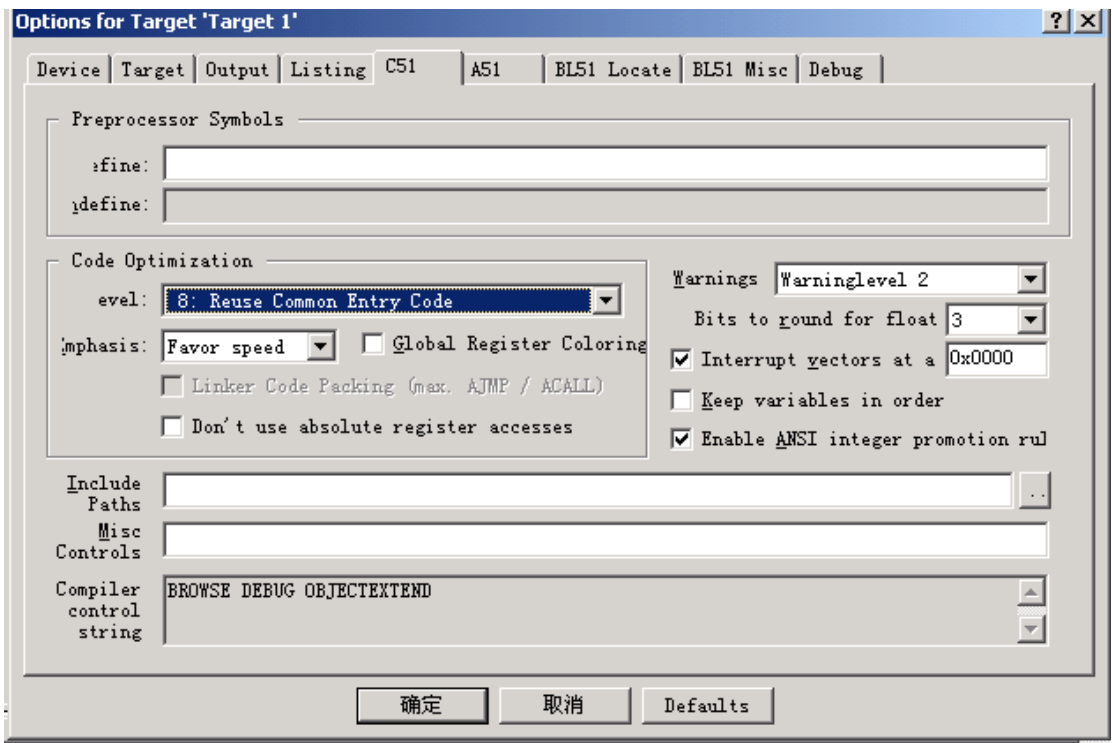 Options for Target 'Target 1'
Device Target Output Listing C51 A51 BL51 Locate BL51 Misc Debug
Preprocessor Symbols
efine:
define:
Code Optimization
evel: 8: Reuse Common Entry Code
mphasis: Favor speed Global Register Coloring
Linker Code Packing (max. AJMP / ACALL)
Don't use absolute register accesses
Warnings Warninglevel 2
Bits to round for float 3
Interrupt vectors at a 0x0000
Keep variables in order
Enable ANSI integer promotion rul
Include
Paths
..
Misc
Controls
Compiler
control
string
BROWSE DEBUG OBJECTEXTEND
确定 取消 Defaults